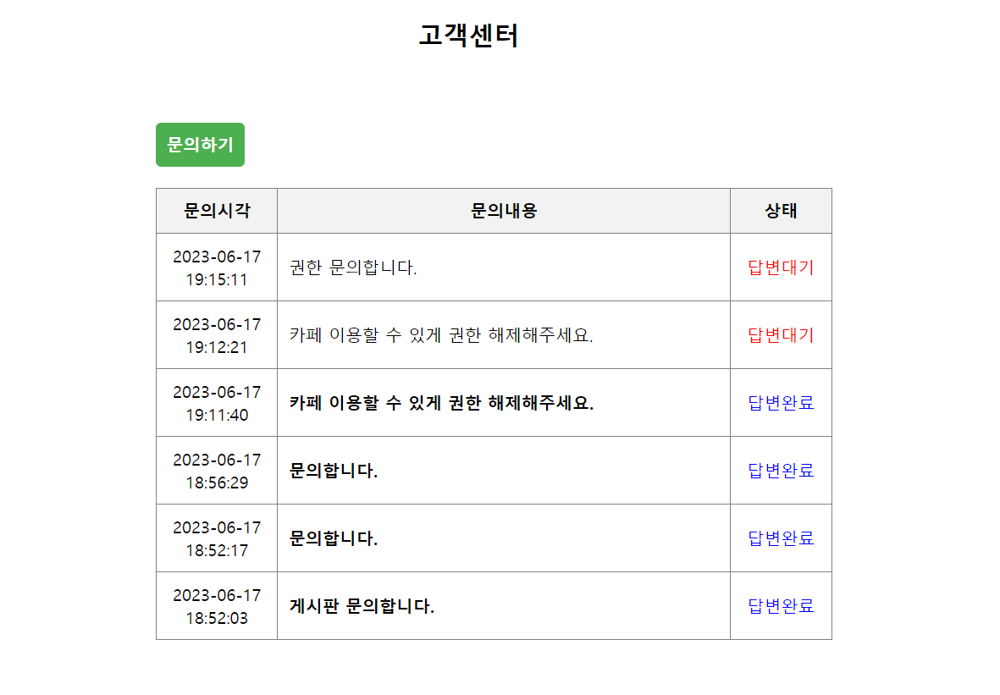 고객센터
문의하기
문의시각 문의내용 상태
2023-06-17
19:15:11
권한 문의합니다.
답변대기
2023-06-17
19:12:21
카페 이용할 수 있게 권한 해제해주세요.
답변대기
2023-06-17
19:11:40
카페 이용할 수 있게 권한 해제해주세요.
답변완료
2023-06-17
18:56:29
문의합니다.
답변완료
2023-06-17
18:52:17
문의합니다.
답변완료
2023-06-17
18:52:03
게시판 문의합니다.
답변완료